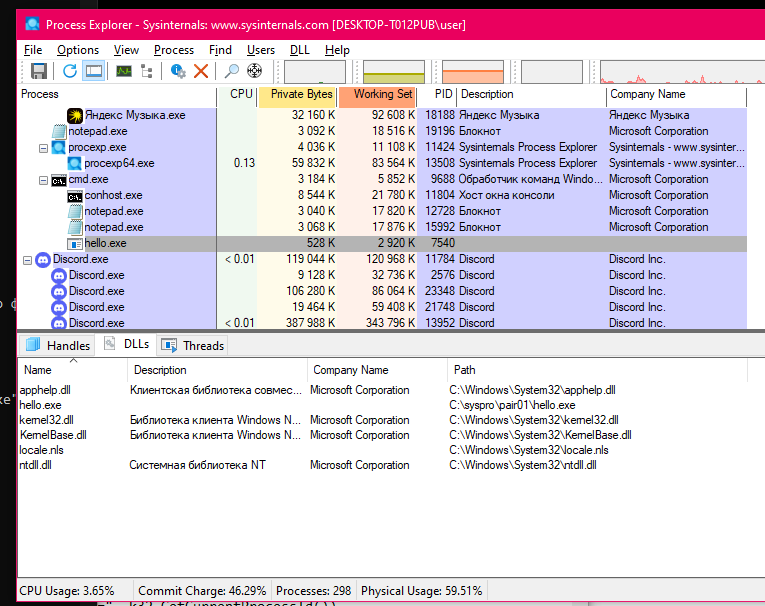 Process Explorer - Sysinternals: www.sysinternals.com [DESKTOP-T012PUB\user]
File Options View Process Find Users DLL Help
Process CPU Private Bytes Working Set PID Description Company Name
Яндекс Музыка.exe 32 160 K 92 608 K 18188 Яндекс Музыка Яндекс Музыка
notepad.exe 3 092 K 18 516 K 19196 Блокнот Microsoft Corporation
procexp.exe 4 036 K 11 108 K 11424 Sysinternals Process Explorer Sysinternals - www.sysinter...
procexp64.exe 0.13 59 832 K 83 564 K 13508 Sysinternals Process Explorer Sysinternals - www.sysinter...
cmd.exe 3 184 K 5 852 K 9688 Обработчик команд Windo... Microsoft Corporation
conhost.exe 8 544 K 21 780 K 11804 Хост окна консоли Microsoft Corporation
notepad.exe 3 040 K 17 820 K 12728 Блокнот Microsoft Corporation
notepad.exe 3 068 K 17 876 K 15992 Блокнот Microsoft Corporation
hello.exe 528 K 2 920 K 7540
Discord.exe < 0.01 119 044 K 120 968 K 11784 Discord Discord Inc.
Discord.exe 9 128 K 32 736 K 2576 Discord Discord Inc.
Discord.exe 106 280 K 86 064 K 23348 Discord Discord Inc.
Discord.exe 19 464 K 59 408 K 21748 Discord Discord Inc.
Discord.exe < 0.01 387 988 K 343 796 K 13952 Discord Discord Inc.
Handles DLLs Threads
Name Description Company Name Path
apphelp.dll Клиентская библиотека совмес... Microsoft Corporation C:\Windows\System32\apphelp.dll
hello.exe C:\syspro\pair01\hello.exe
kernel32.dll Библиотека клиента Windows N... Microsoft Corporation C:\Windows\System32\kernel32.dll
KernelBase.dll Библиотека клиента Windows N... Microsoft Corporation C:\Windows\System32\KernelBase.dll
locale.nls C:\Windows\System32\locale.nls
ntdll.dll Системная библиотека NT Microsoft Corporation C:\Windows\System32\ntdll.dll
CPU Usage: 3.65% Commit Charge: 46.29% Processes: 298 Physical Usage: 59.51%